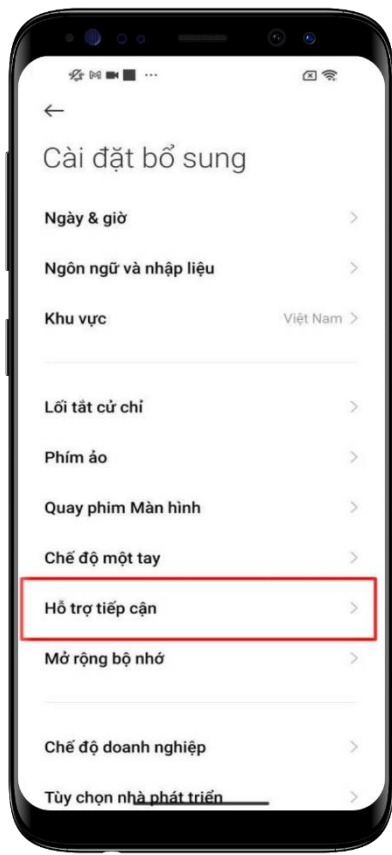 Cài đặt bổ sung
Ngày & giờ
Ngôn ngữ và nhập liệu
Khu vực Việt Nam
Lối tắt cử chỉ
Phím ảo
Quay phim Màn hình
Chế độ một tay
Hỗ trợ tiếp cận
Mở rộng bộ nhớ
Chế độ doanh nghiệp
Tùy chọn nhà phát triển